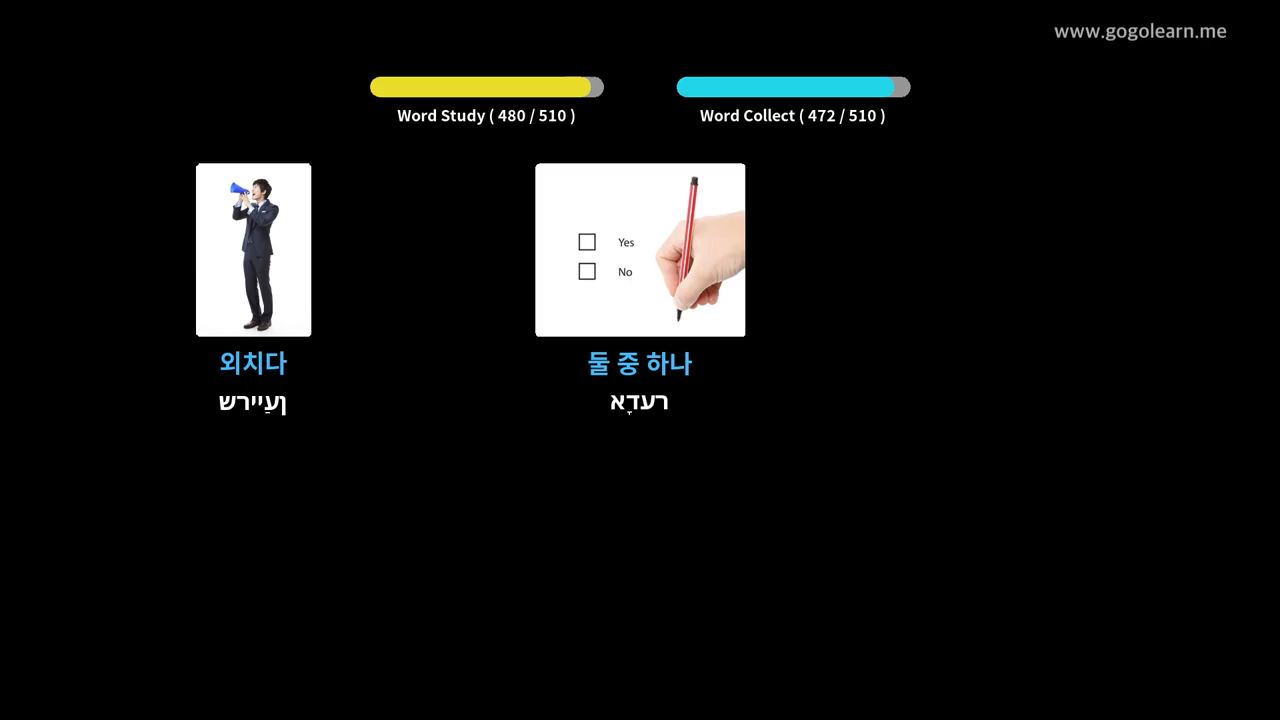 www.gogolearn.me
Word Study ( 480 / 510 )
Word Collect ( 472 / 510 )
Yes
No
외치다
שרייַען
둘 중 하나
אָדער